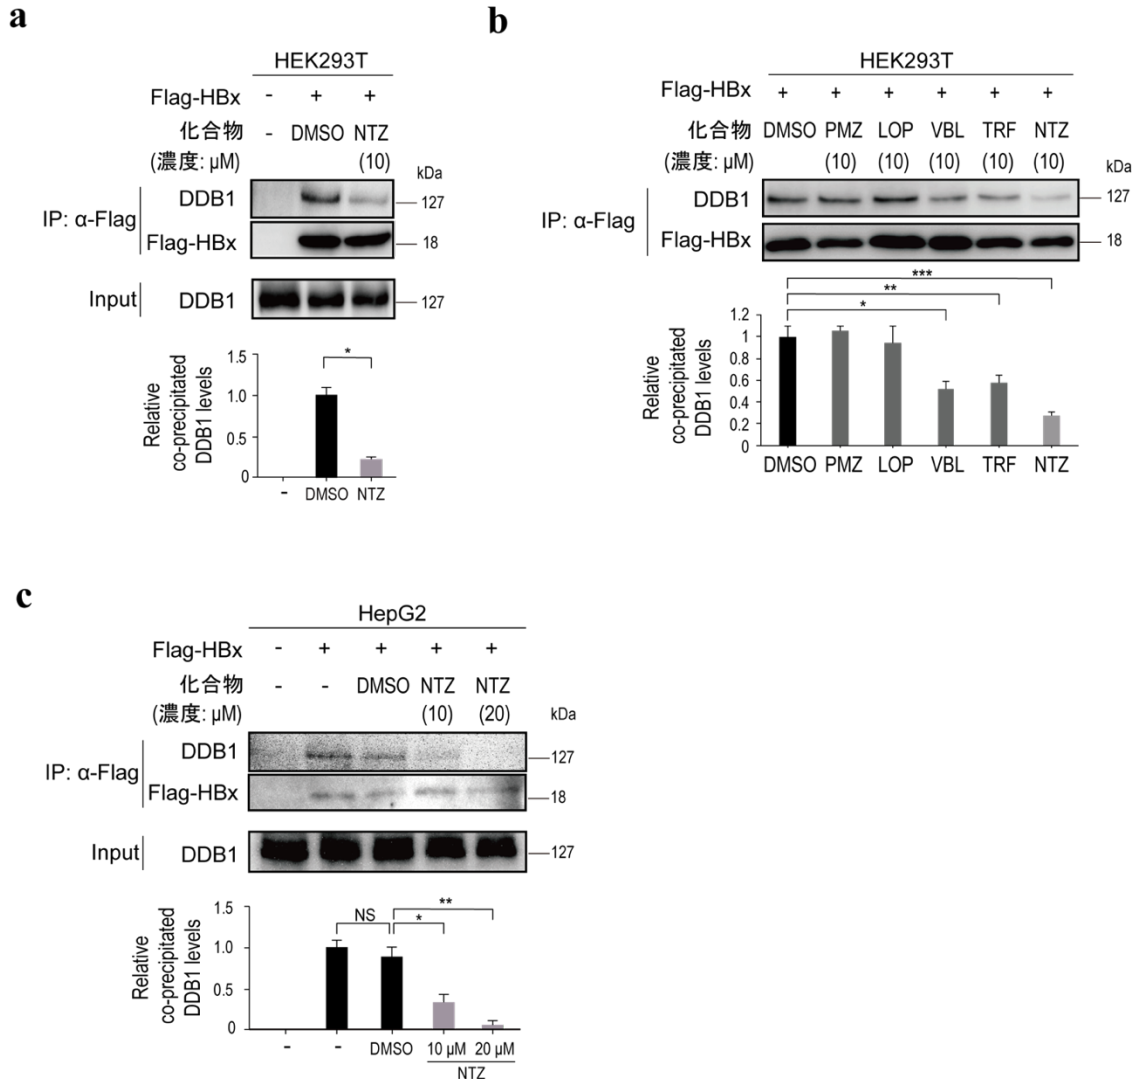 a
HEK293T
Flag-HBx - + +
化合物 - DMSO NTZ
(濃度: µM) (10)
kDa
IP: α-Flag
DDB1 127
Flag-HBx 18
Input DDB1 127
Relative
co-precipitated
DDB1 levels
1.5
1.0
0.5
0
*
- DMSO NTZ
b
HEK293T
Flag-HBx + + + + + +
化合物 DMSO PMZ LOP VBL TRF NTZ
(濃度: µM) (10) (10) (10) (10) (10)
kDa
IP: α-Flag
DDB1 127
Flag-HBx 18
***
**
*
Relative
co-precipitated
DDB1 levels
1.2
1
0.8
0.6
0.4
0.2
0
DMSO PMZ LOP VBL TRF NTZ
c
HepG2
Flag-HBx - + + + +
化合物 - - DMSO NTZ NTZ
(濃度: µM) (10) (20)
kDa
IP: α-Flag
DDB1 127
Flag-HBx 18
Input DDB1 127
Relative
co-precipitated
DDB1 levels
1.5
1.0
0.5
0
**
NS *
- - DMSO 10 µM 20 µM
NTZ